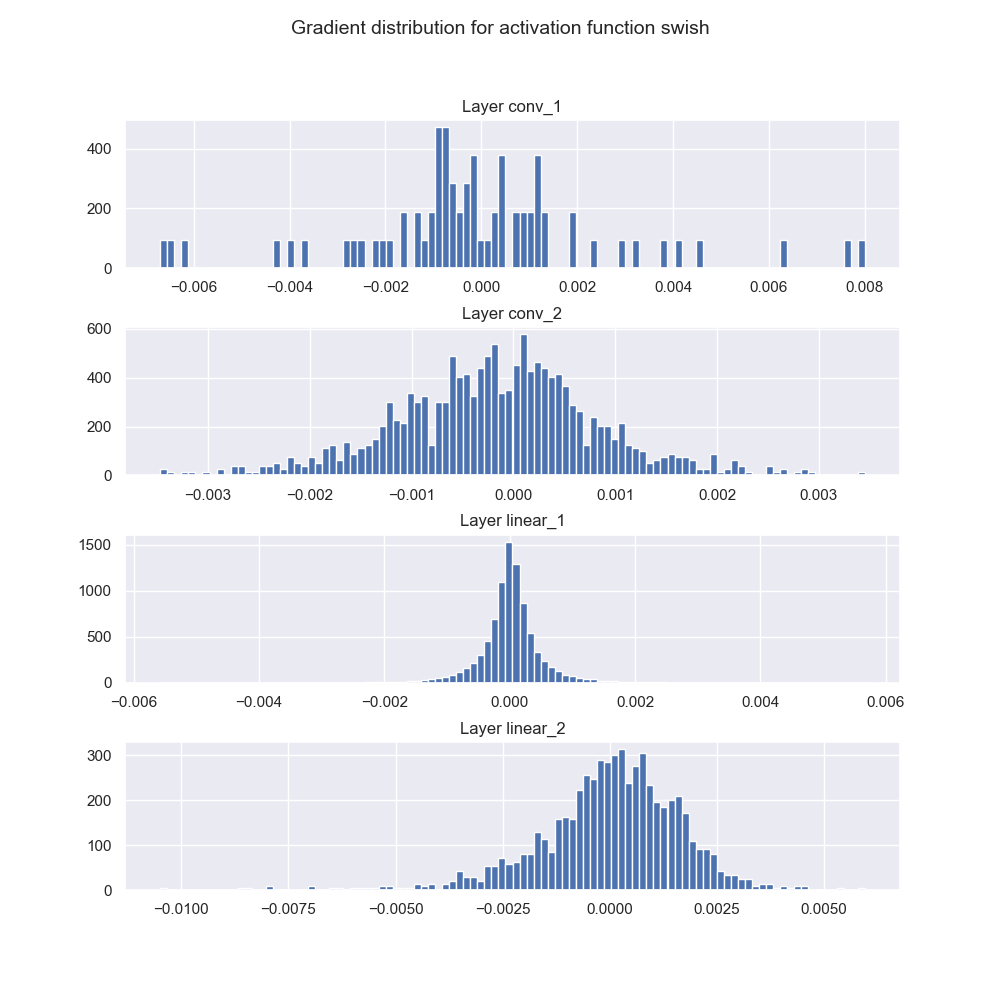 Gradient distribution for activation function swish
Layer conv_1
400
200
0
−0.006 −0.004 −0.002 0.000 0.002 0.004 0.006 0.008
Layer conv_2
600
400
200
0
−0.003 −0.002 −0.001 0.000 0.001 0.002 0.003
Layer linear_1
1500
1000
500
0
−0.006 −0.004 −0.002 0.000 0.002 0.004 0.006
Layer linear_2
300
200
100
0
−0.0100 −0.0075 −0.0050 −0.0025 0.0000 0.0025 0.0050